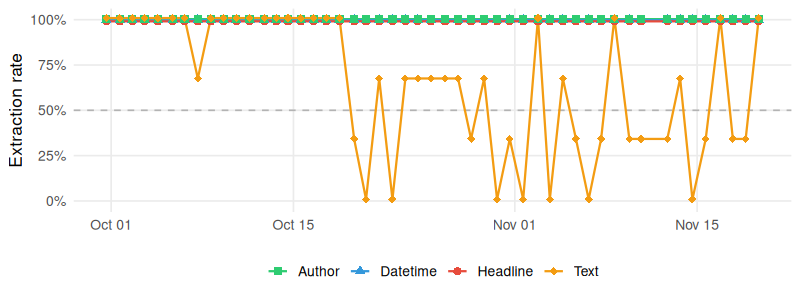 Extraction rate
100%
75%
50%
25%
0%
Oct 01 Oct 15 Nov 01 Nov 15
Author Datetime Headline Text